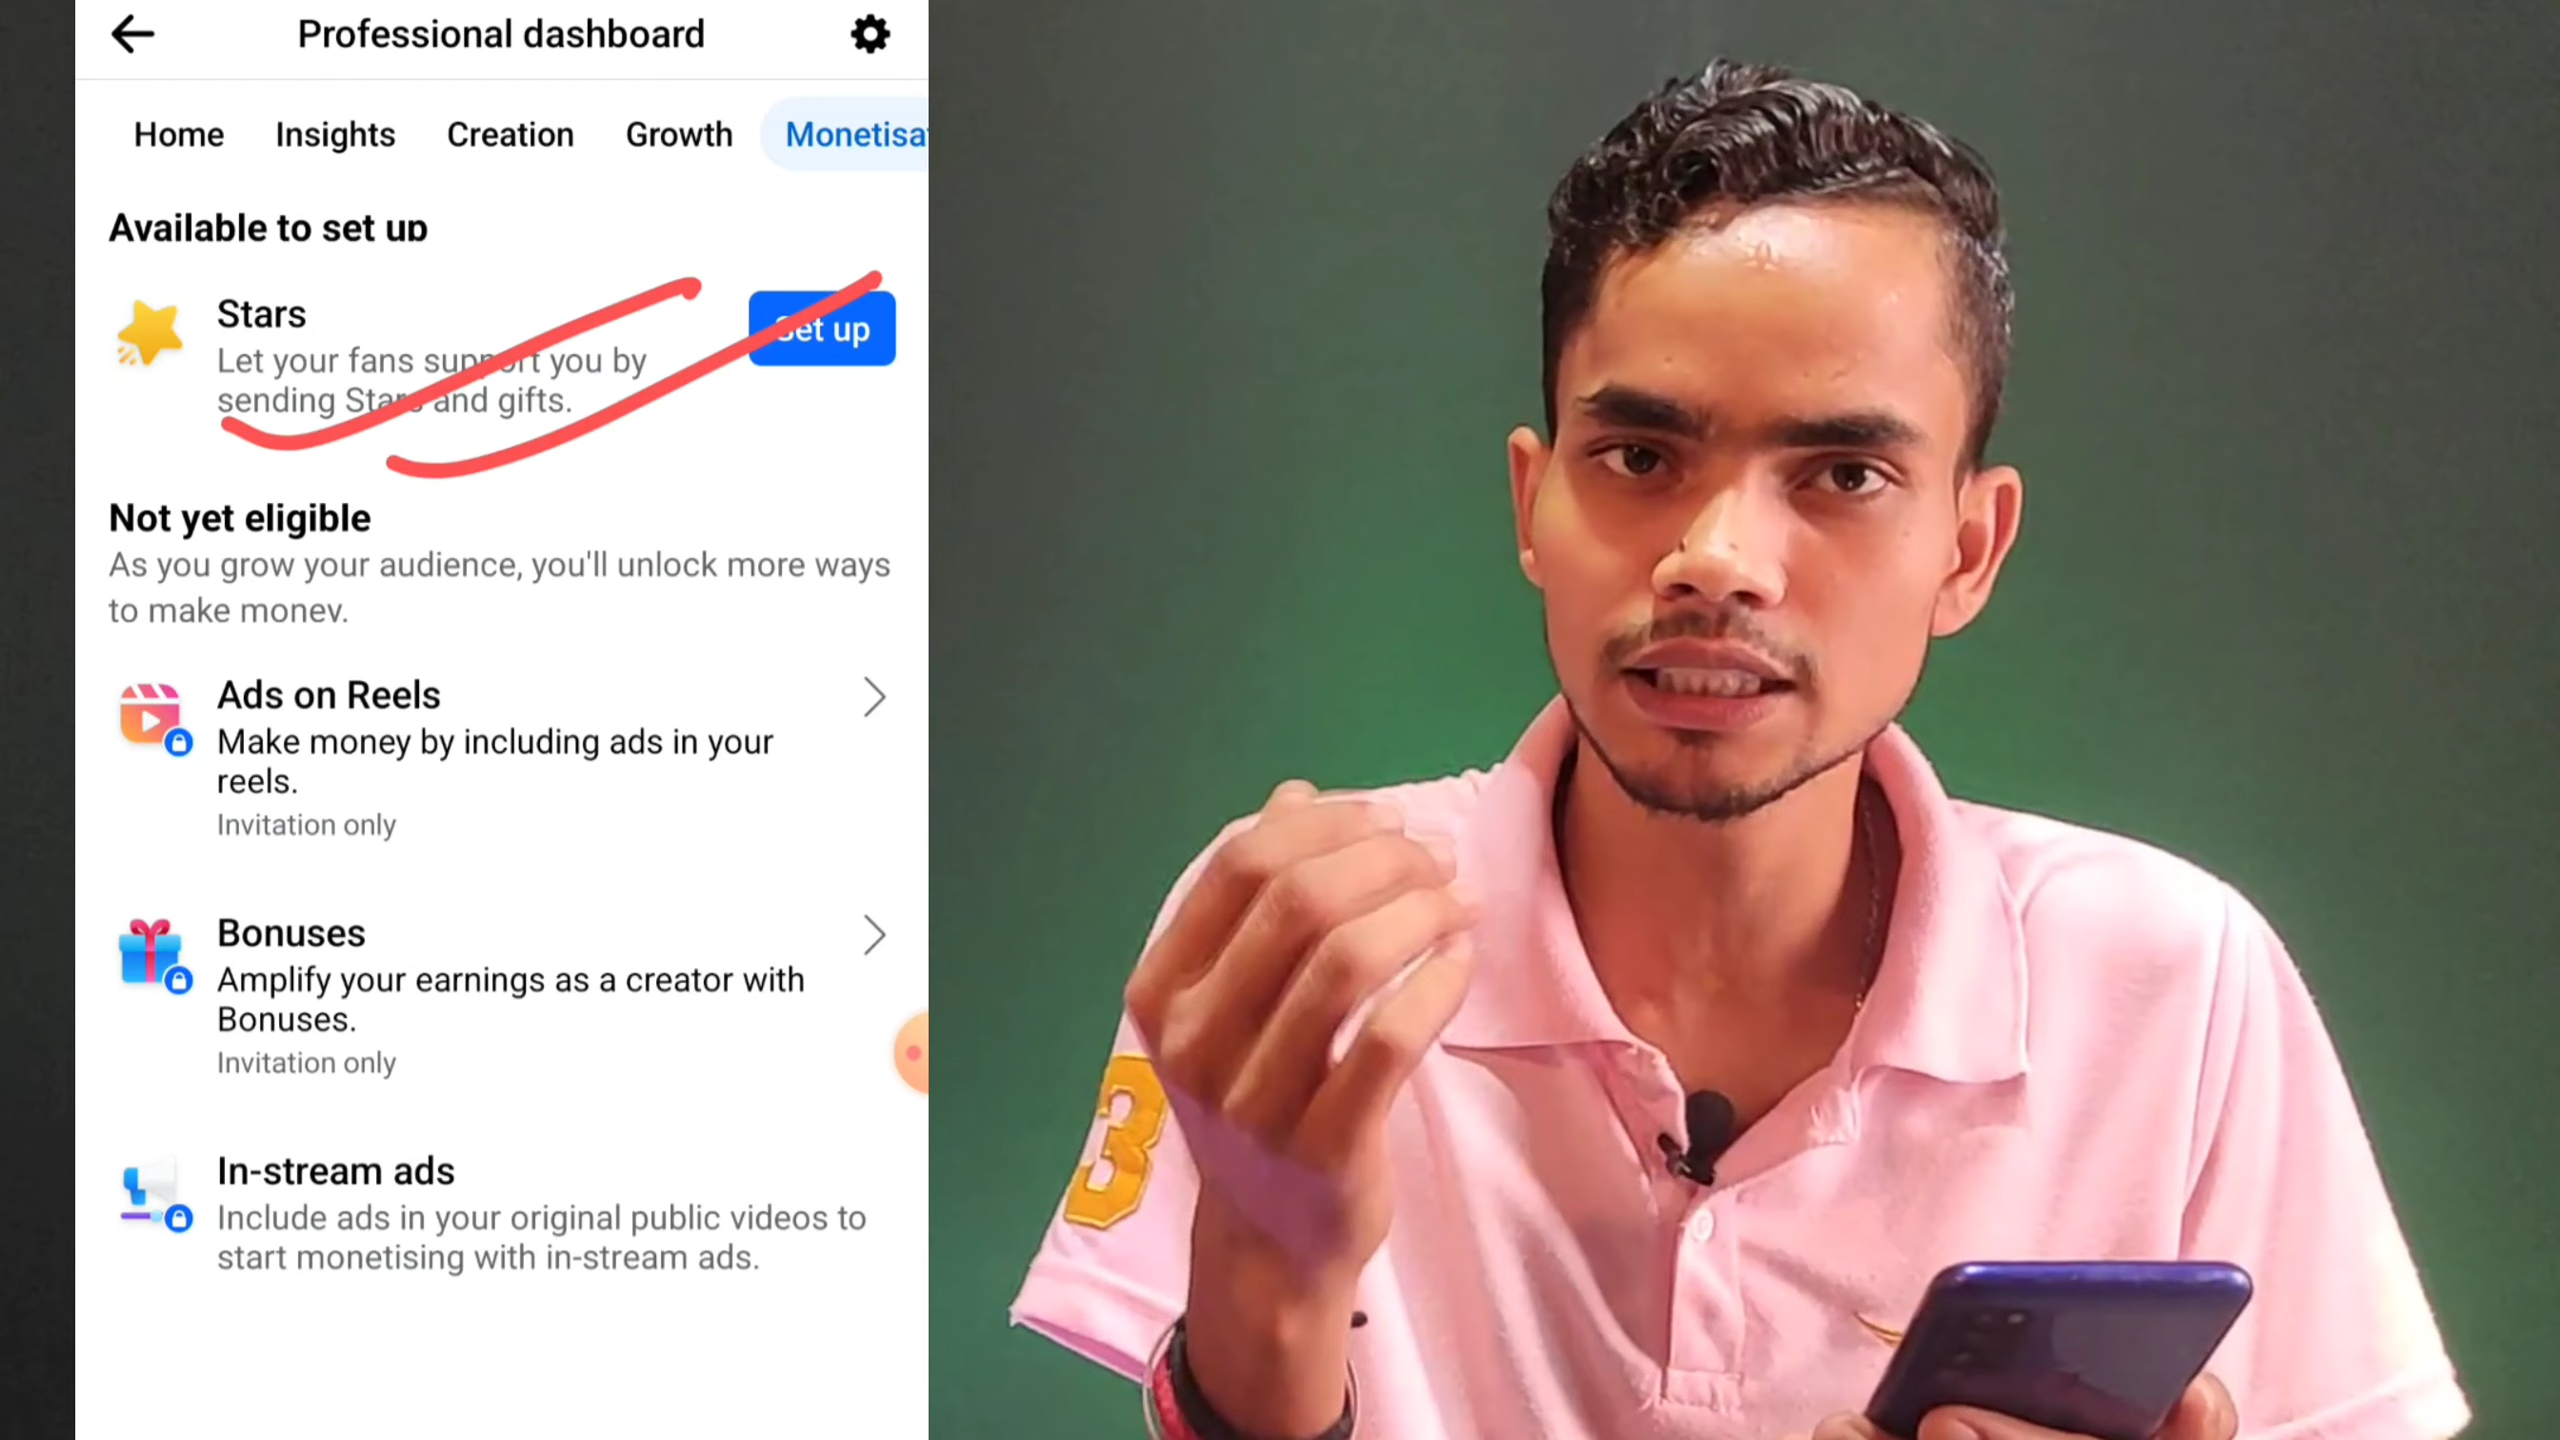 Professional dashboard
Home Insights Creation Growth Monetisa
Available to set up
Stars
Set up
Let your fans support you by
sending Stars and gifts.
Not yet eligible
As you grow your audience, you'll unlock more ways
to make money.
Ads on Reels
Make money by including ads in your
reels.
Invitation only
Bonuses
Amplify your earnings as a creator with
Bonuses.
Invitation only
In-stream ads
Include ads in your original public videos to
start monetising with in-stream ads.
3